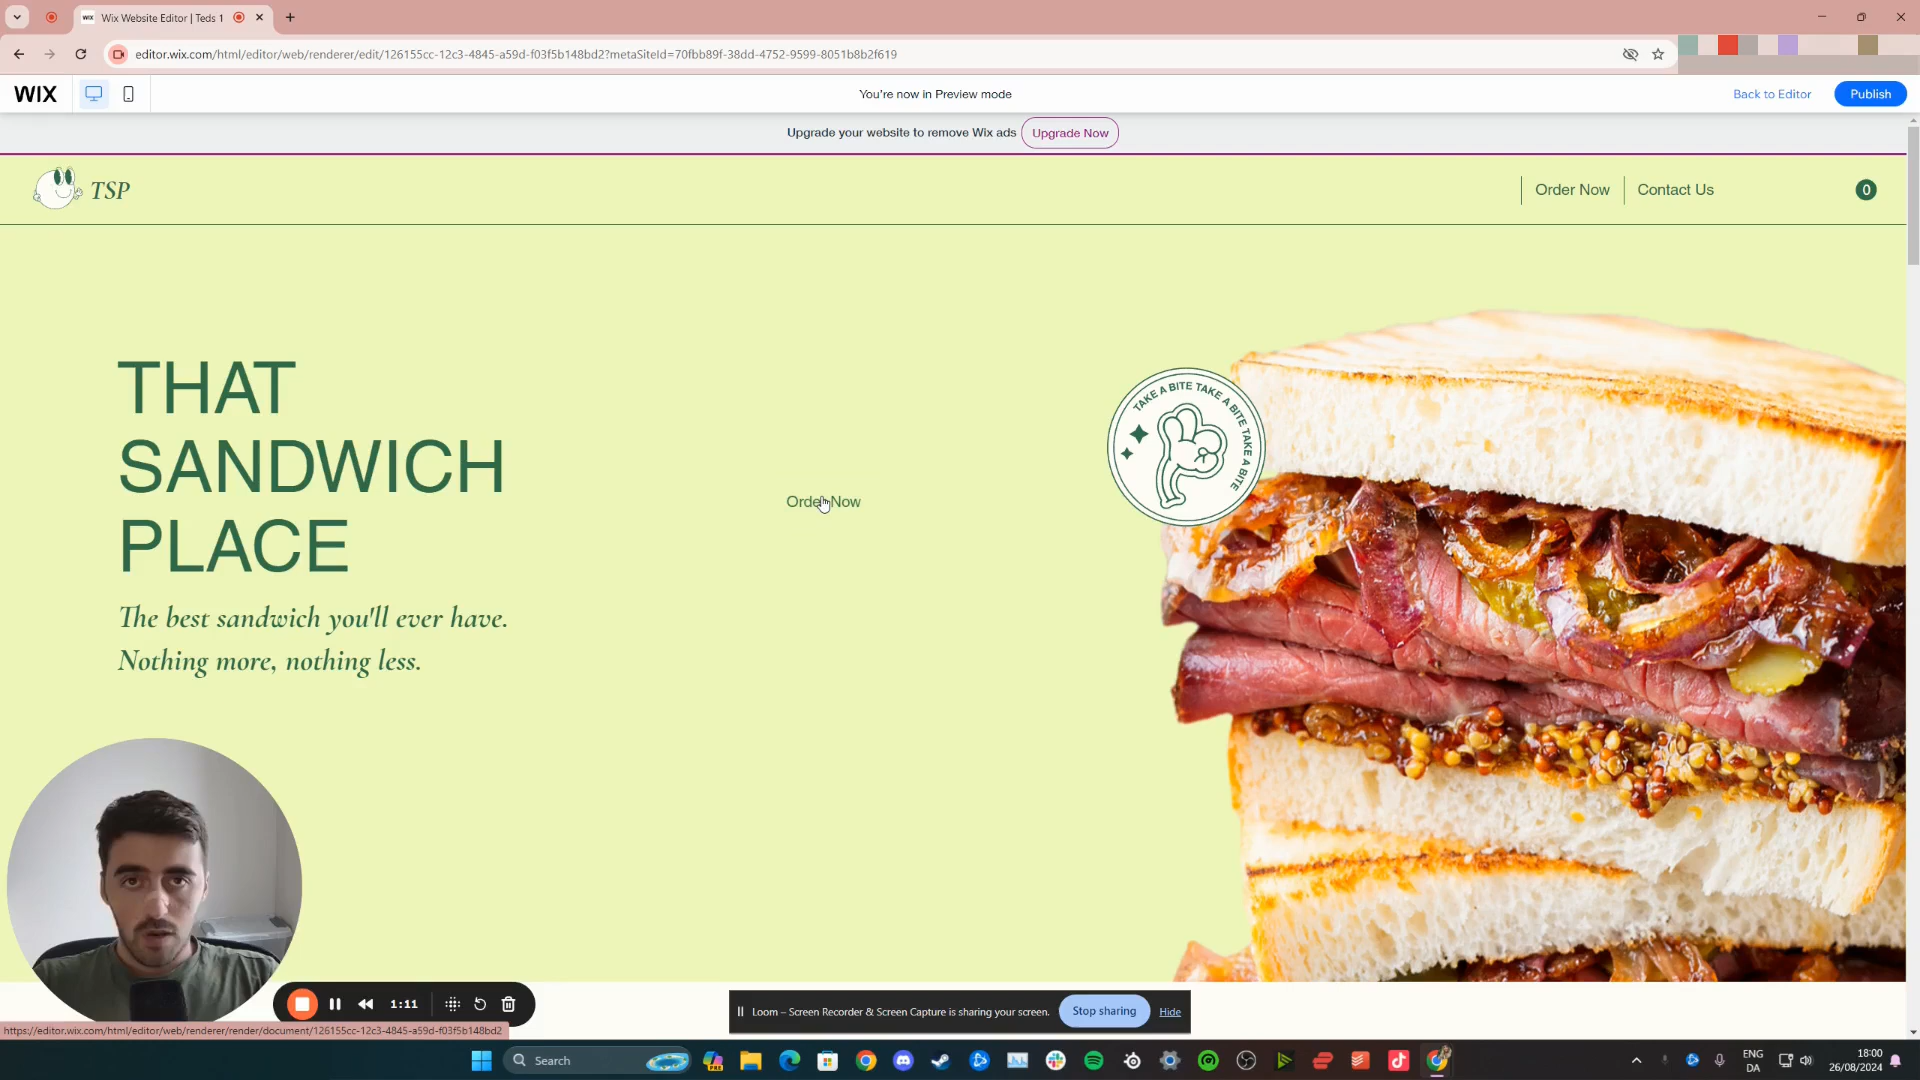 WIX Wix Website Editor | Teds 1
editor.wix.com/html/editor/web/renderer/edit/126155cc-12c3-4845-a59d-f03f5b148bd2?metaSiteId=70fbb89f-38dd-4752-9599-8051b8b2f619
WIX
You're now in Preview mode
Back to Editor
Publish
Upgrade your website to remove Wix ads
Upgrade Now
TSP
Order Now
Contact Us
0
THAT
SANDWICH
PLACE
The best sandwich you'll ever have.
Nothing more, nothing less.
Order Now
TAKE A BITE TAKE A BITE TAKE A BITE
1:11
Loom – Screen Recorder & Screen Capture is sharing your screen.
Stop sharing
Hide
https://editor.wix.com/html/editor/web/renderer/render/document/126155cc-12c3-4845-a59d-f03f5b148bd2
Search
ENG
DA
18:00
26/08/2024